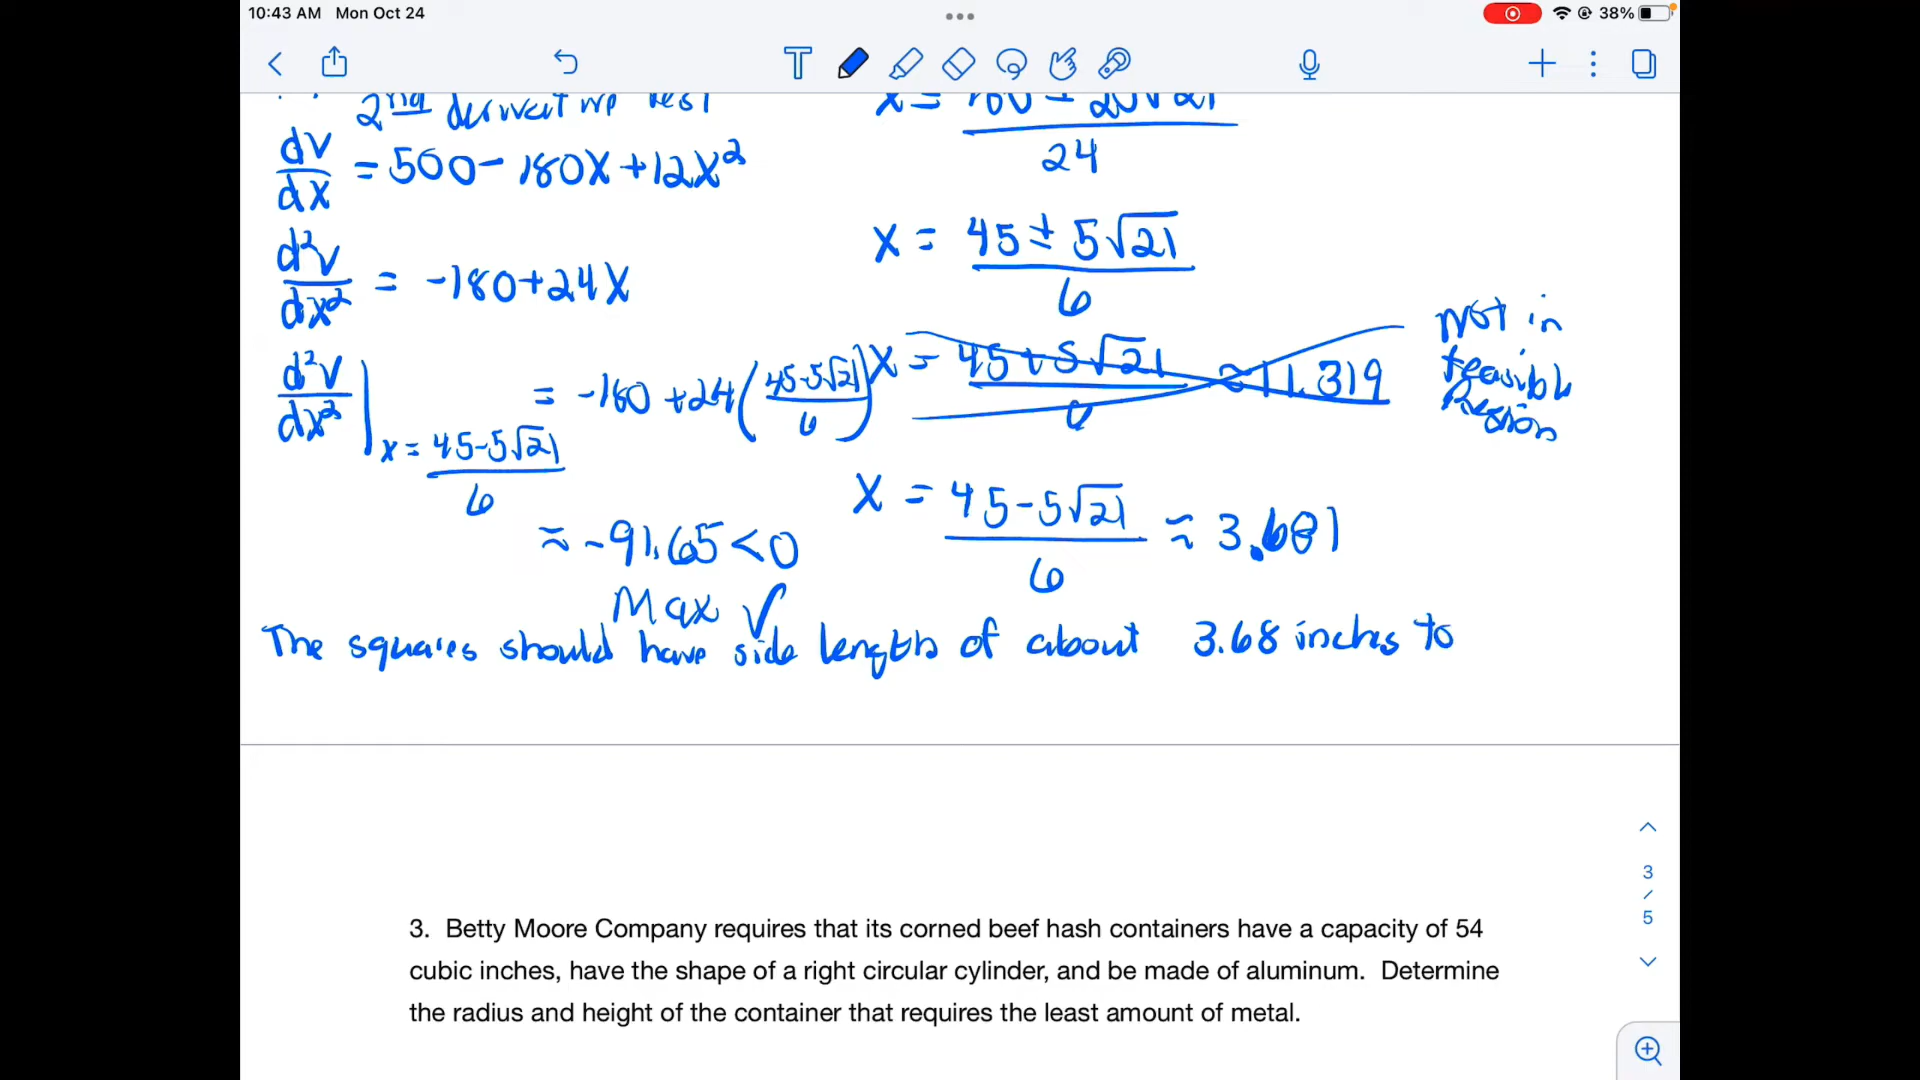 10:43 AM Mon Oct 24
38%
2nd derivative test
dV/dx = 500 - 180x + 12x²
d²V/dx² = -180 + 24x
d²V/dx² | x = 45-5√21/6 = -180 + 24(45-5√21/6)
≈ -91.65 < 0
Max ✓
24
x = 45 ± 5√21/6
x = 45 + 5√21/6 ≈ 11.319
not in
feasible
Region
x = 45 - 5√21/6 ≈ 3.681
The squares should have side lengths of about 3.68 inches to
3. Betty Moore Company requires that its corned beef hash containers have a capacity of 54
cubic inches, have the shape of a right circular cylinder, and be made of aluminum. Determine
the radius and height of the container that requires the least amount of metal.
3
/
5